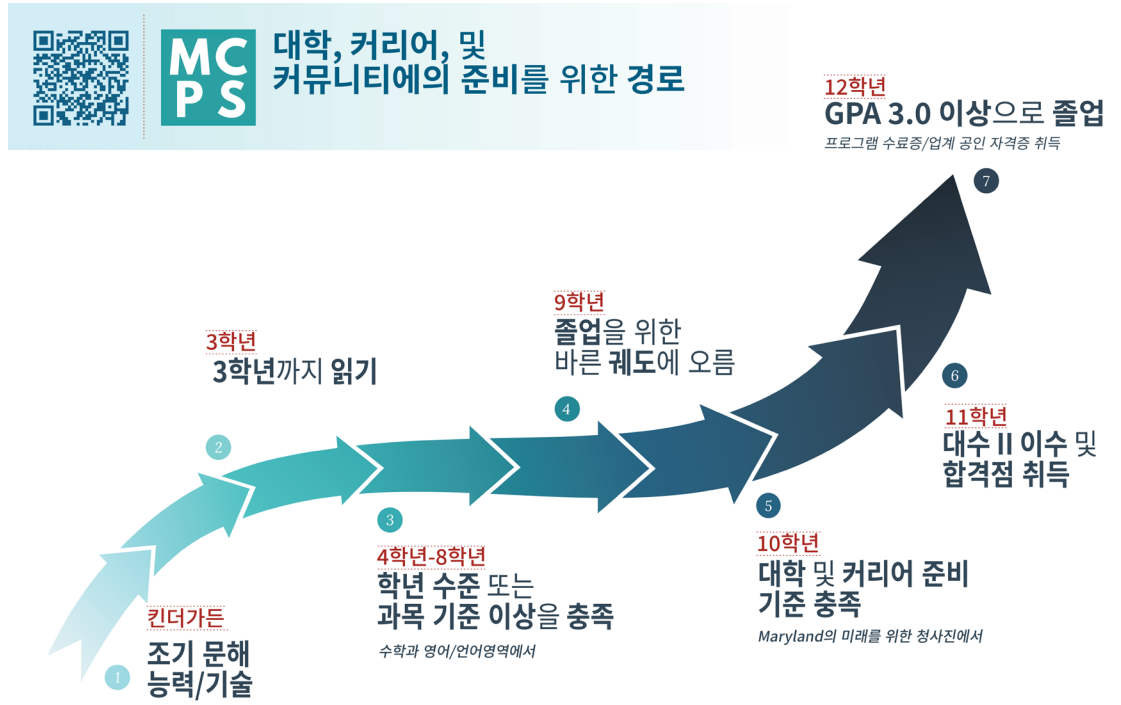 MC
PS
대학, 커리어, 및
커뮤니티에의 준비를 위한 경로
12학년
GPA 3.0 이상으로 졸업
프로그램 수료증/업계 공인 자격증 취득
7
9학년
졸업을 위한
바른 궤도에 오름
4
3학년
3학년까지 읽기
2
6
11학년
대수 II 이수 및
합격점 취득
5
10학년
대학 및 커리어 준비
기준 충족
Maryland의 미래를 위한 청사진에서
3
4학년-8학년
학년 수준 또는
과목 기준 이상을 충족
수학과 영어/언어영역에서
킨더가든
조기 문해
능력/기술
1